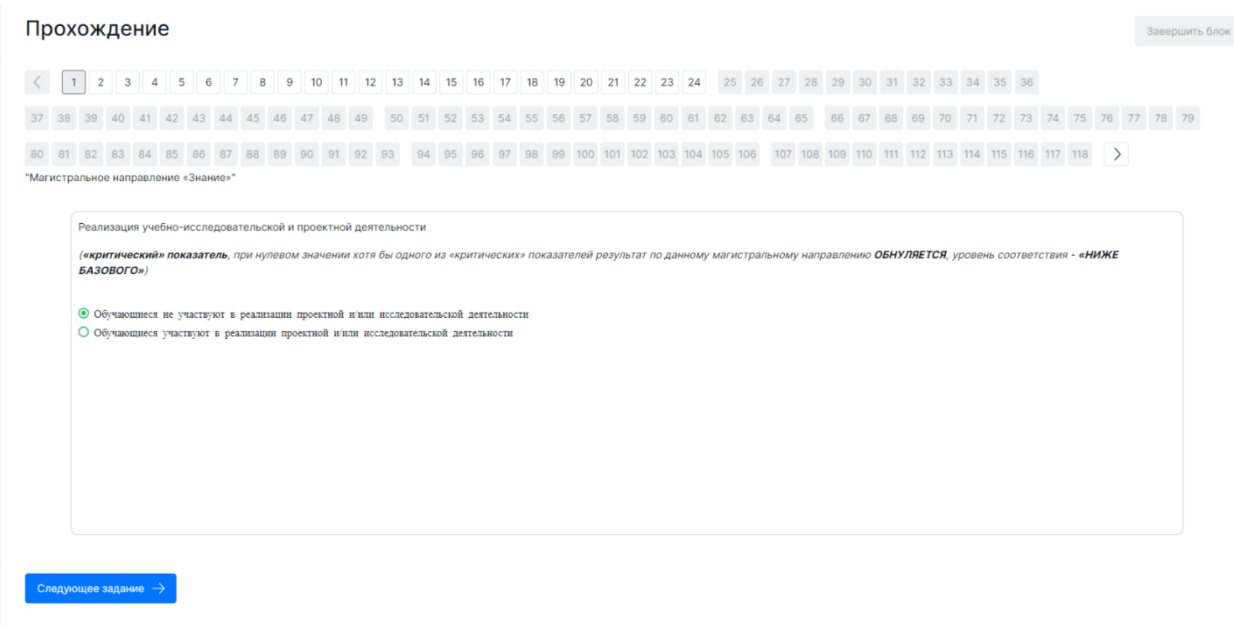 Прохождение
Завершить блок
1 2 3 4 5 6 7 8 9 10 11 12 13 14 15 16 17 18 19 20 21 22 23 24 25 26 27 28 29 30 31 32 33 34 35 36
37 38 39 40 41 42 43 44 45 46 47 48 49 50 51 52 53 54 55 56 57 58 59 60 61 62 63 64 65 66 67 68 69 70 71 72 73 74 75 76 77 78 79
80 81 82 83 84 85 86 87 88 89 90 91 92 93 94 95 96 97 98 99 100 101 102 103 104 105 106 107 108 109 110 111 112 113 114 115 116 117 118
"Магистральное направление «Знание»"
Реализация учебно-исследовательской и проектной деятельности
(«критический» показатель, при нулевом значении хотя бы одного из «критических» показателей результат по данному магистральному направлению ОБНУЛЯЕТСЯ, уровень соответствия - «НИЖЕ
БАЗОВОГО»)
Обучающиеся не участвуют в реализации проектной и/или исследовательской деятельности
Обучающиеся участвуют в реализации проектной и/или исследовательской деятельности
Следующее задание →